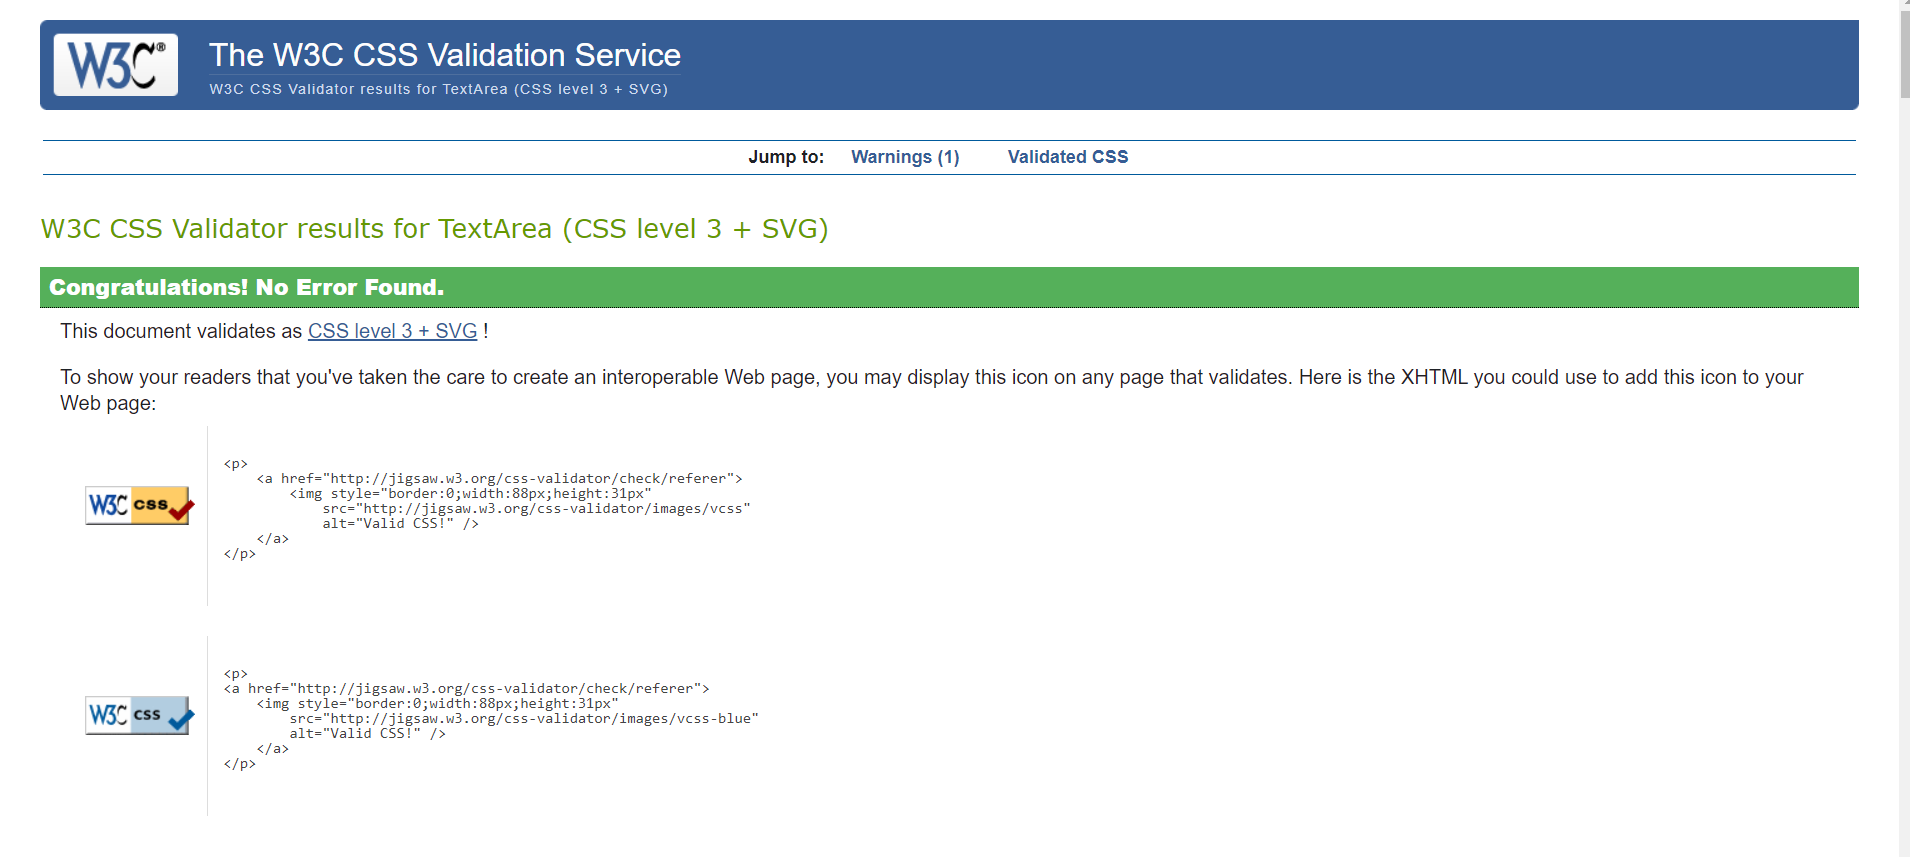 W3C®
The W3C CSS Validation Service
W3C CSS Validator results for TextArea (CSS level 3 + SVG)
Jump to: Warnings (1) Validated CSS
W3C CSS Validator results for TextArea (CSS level 3 + SVG)
Congratulations! No Error Found.
This document validates as CSS level 3 + SVG !
To show your readers that you've taken the care to create an interoperable Web page, you may display this icon on any page that validates. Here is the XHTML you could use to add this icon to your
Web page:
W3C css
<p>
    <a href="http://jigsaw.w3.org/css-validator/check/referer">
        <img style="border:0;width:88px;height:31px"
            src="http://jigsaw.w3.org/css-validator/images/vcss"
            alt="Valid CSS!" />
    </a>
</p>
W3C css
<p>
<a href="http://jigsaw.w3.org/css-validator/check/referer">
    <img style="border:0;width:88px;height:31px"
        src="http://jigsaw.w3.org/css-validator/images/vcss-blue"
        alt="Valid CSS!" />
    </a>
</p>